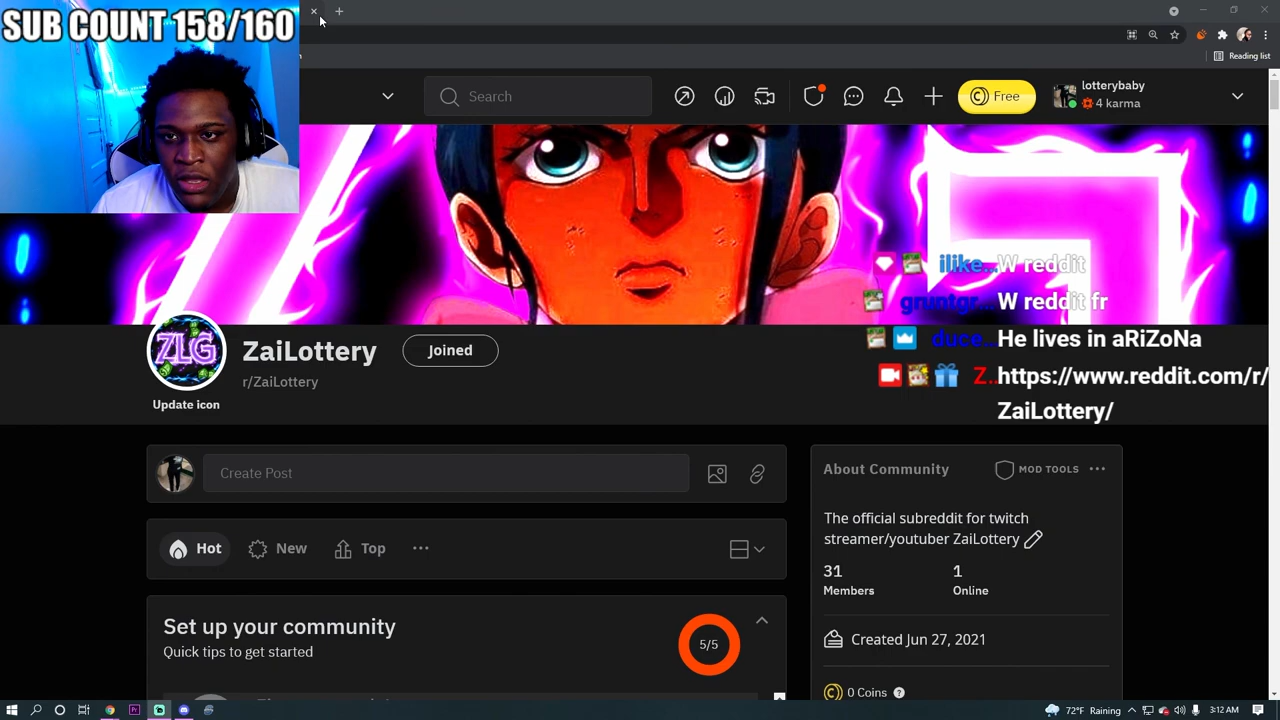 SUB COUNT 158/160
Reading list
Search
Free
lotterybaby
4 karma
ilike... W reddit
gruntgr... W reddit fr
duce... He lives in aRiZoNa
Z.. https://www.reddit.com/r/
ZaiLottery/
ZLG
ZaiLottery
Joined
r/ZaiLottery
Update icon
Create Post
Hot
New
Top
About Community
MOD TOOLS
The official subreddit for twitch
streamer/youtuber ZaiLottery
31
Members
1
Online
Created Jun 27, 2021
0 Coins
Set up your community
Quick tips to get started
5/5
72°F Raining
3:12 AM